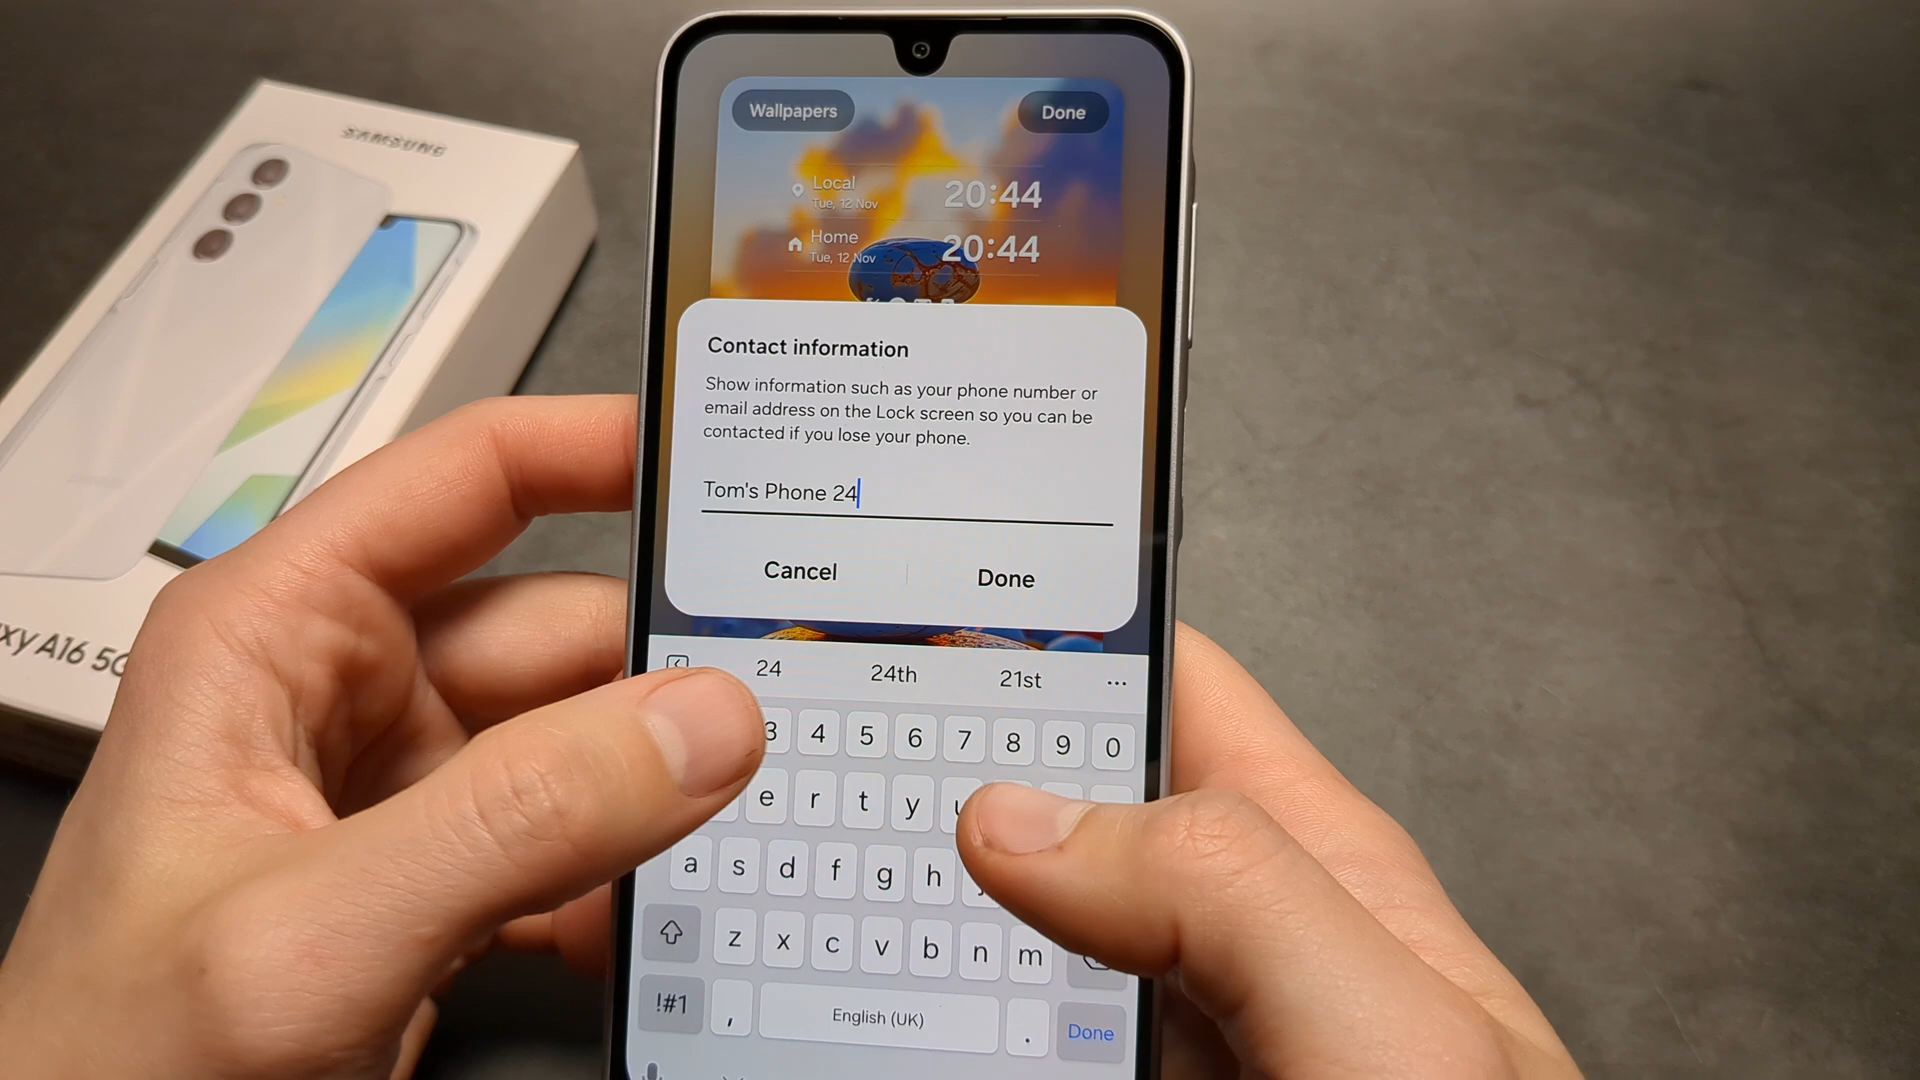 SAMSUNG
xy A16 5G
Wallpapers
Done
Local
Tue, 12 Nov
20:44
Home
Tue, 12 Nov
20:44
Contact information
Show information such as your phone number or
email address on the Lock screen so you can be
contacted if you lose your phone.
Tom's Phone 24
Cancel
Done
24
24th
21st
...
3 4 5 6 7 8 9 0
e r t y u
a s d f g h j
z x c v b n m
!#1
,
English (UK)
.
Done